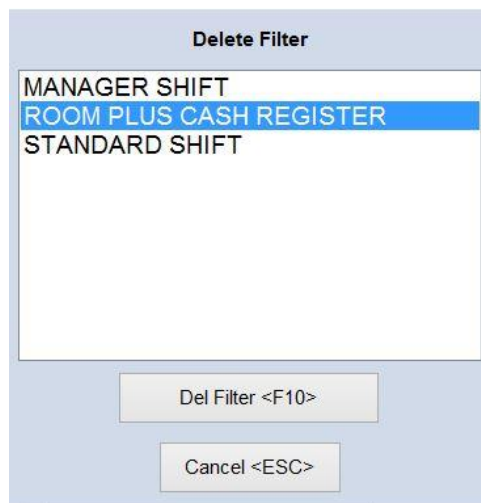 Delete Filter
MANAGER SHIFT
ROOM PLUS CASH REGISTER
STANDARD SHIFT
Del Filter <F10>
Cancel <ESC>